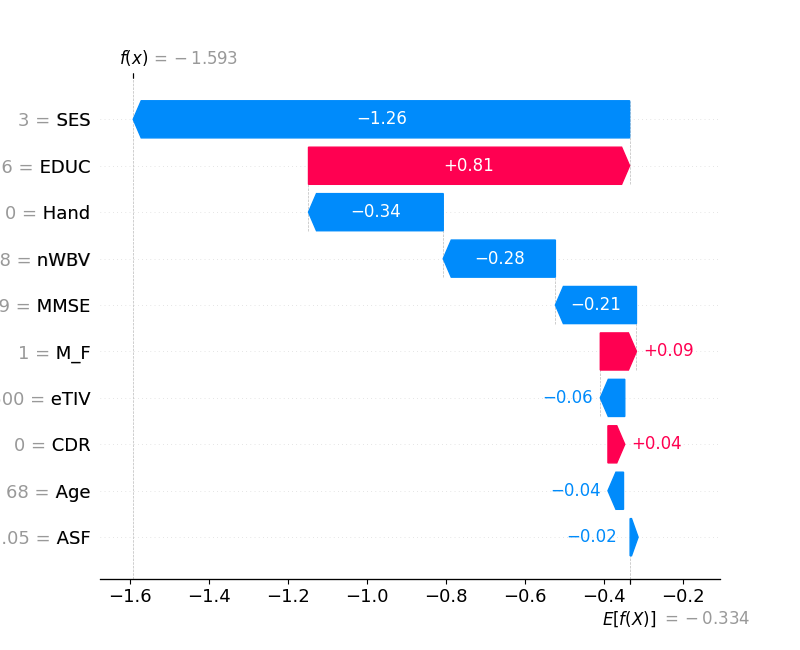 f(x) = −1.593
3 = SES
−1.26
6 = EDUC
+0.81
0 = Hand
−0.34
8 = nWBV
−0.28
9 = MMSE
−0.21
1 = M_F
+0.09
00 = eTIV
−0.06
0 = CDR
+0.04
68 = Age
−0.04
.05 = ASF
−0.02
−1.6 −1.4 −1.2 −1.0 −0.8 −0.6 −0.4 −0.2
E[f(X)] = −0.334